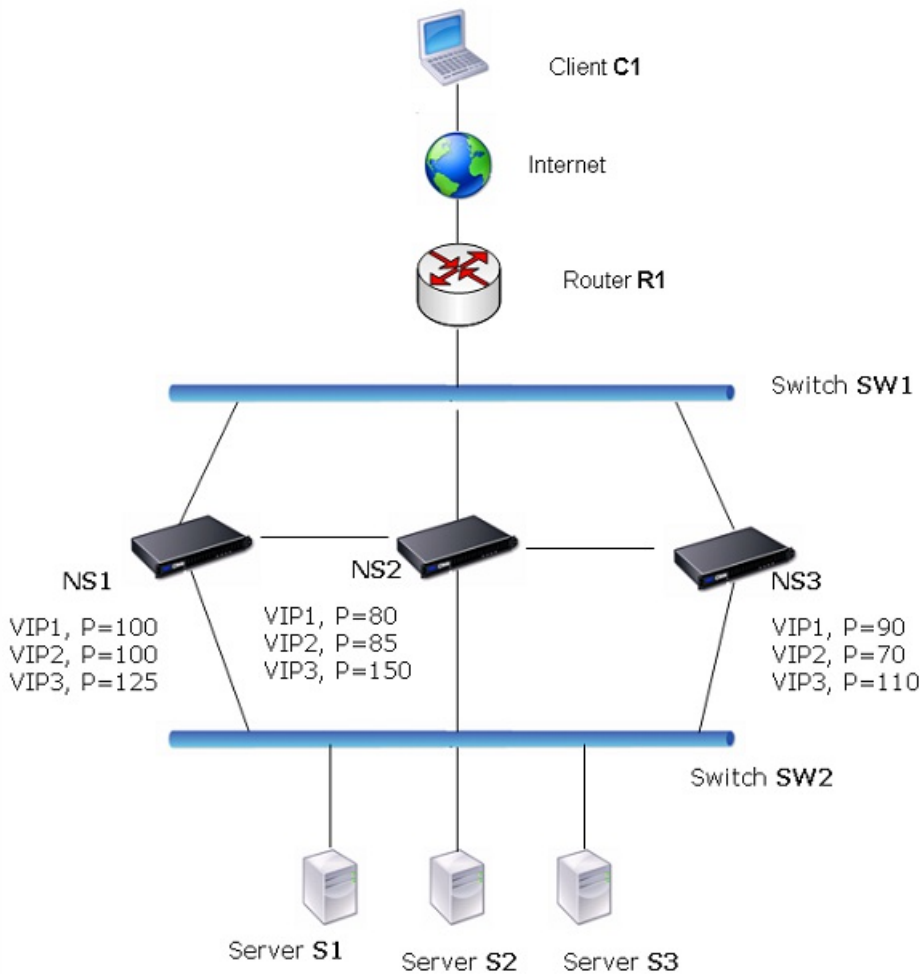 Client C1
Internet
Router R1
Switch SW1
NS1
VIP1, P=100
VIP2, P=100
VIP3, P=125
NS2
VIP1, P=80
VIP2, P=85
VIP3, P=150
NS3
VIP1, P=90
VIP2, P=70
VIP3, P=110
Switch SW2
Server S1
Server S2
Server S3